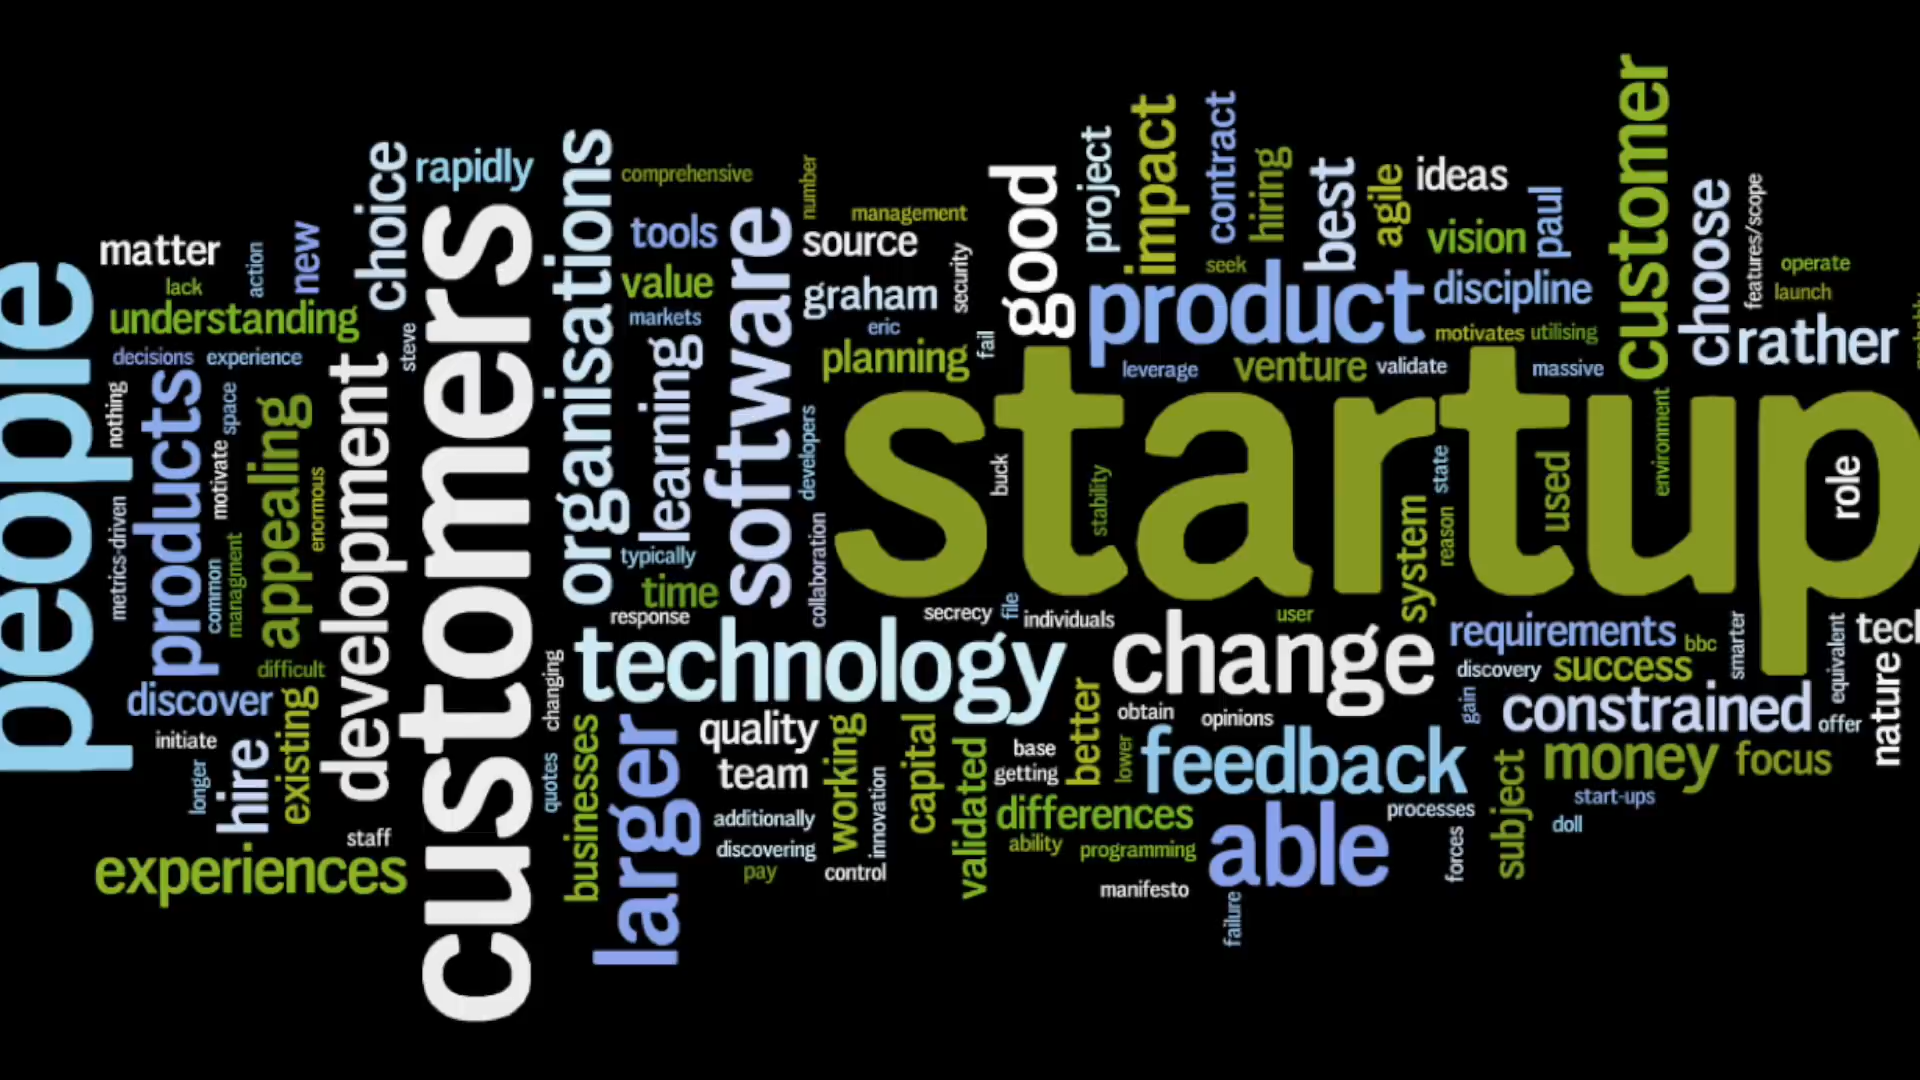 people
matter
lack
action
new
understanding
decisions
experience
nothing
products
space
motivate
appealing
enormous
metrics-driven
common
managment
difficult
discover
initiate
existing
hire
longer
staff
experiences
choice
rapidly
steve
development
customers
organisations
comprehensive
number
tools
value
markets
learning
typically
time
response
software
management
source
graham
eric
security
planning
fail
developers
collaboration
good
project
impact
contract
hiring
seek
best
agile
ideas
vision
paul
product
discipline
motivates
utilising
leverage
venture
validate
massive
customer
choose
features/scope
operate
launch
rather
startup
buck
stability
state
reason
system
used
environment
role
secrecy
file
individuals
user
technology
change
requirements
bbc
smarter
equivalent
tech
discovery
success
gain
constrained
offer
nature
changing
quotes
businesses
larger
quality
team
additionally
discovering
pay
working
innovation
control
capital
validated
base
getting
better
lower
obtain
opinions
feedback
differences
ability
programming
manifesto
able
failure
processes
forces
subject
money
focus
start-ups
doll